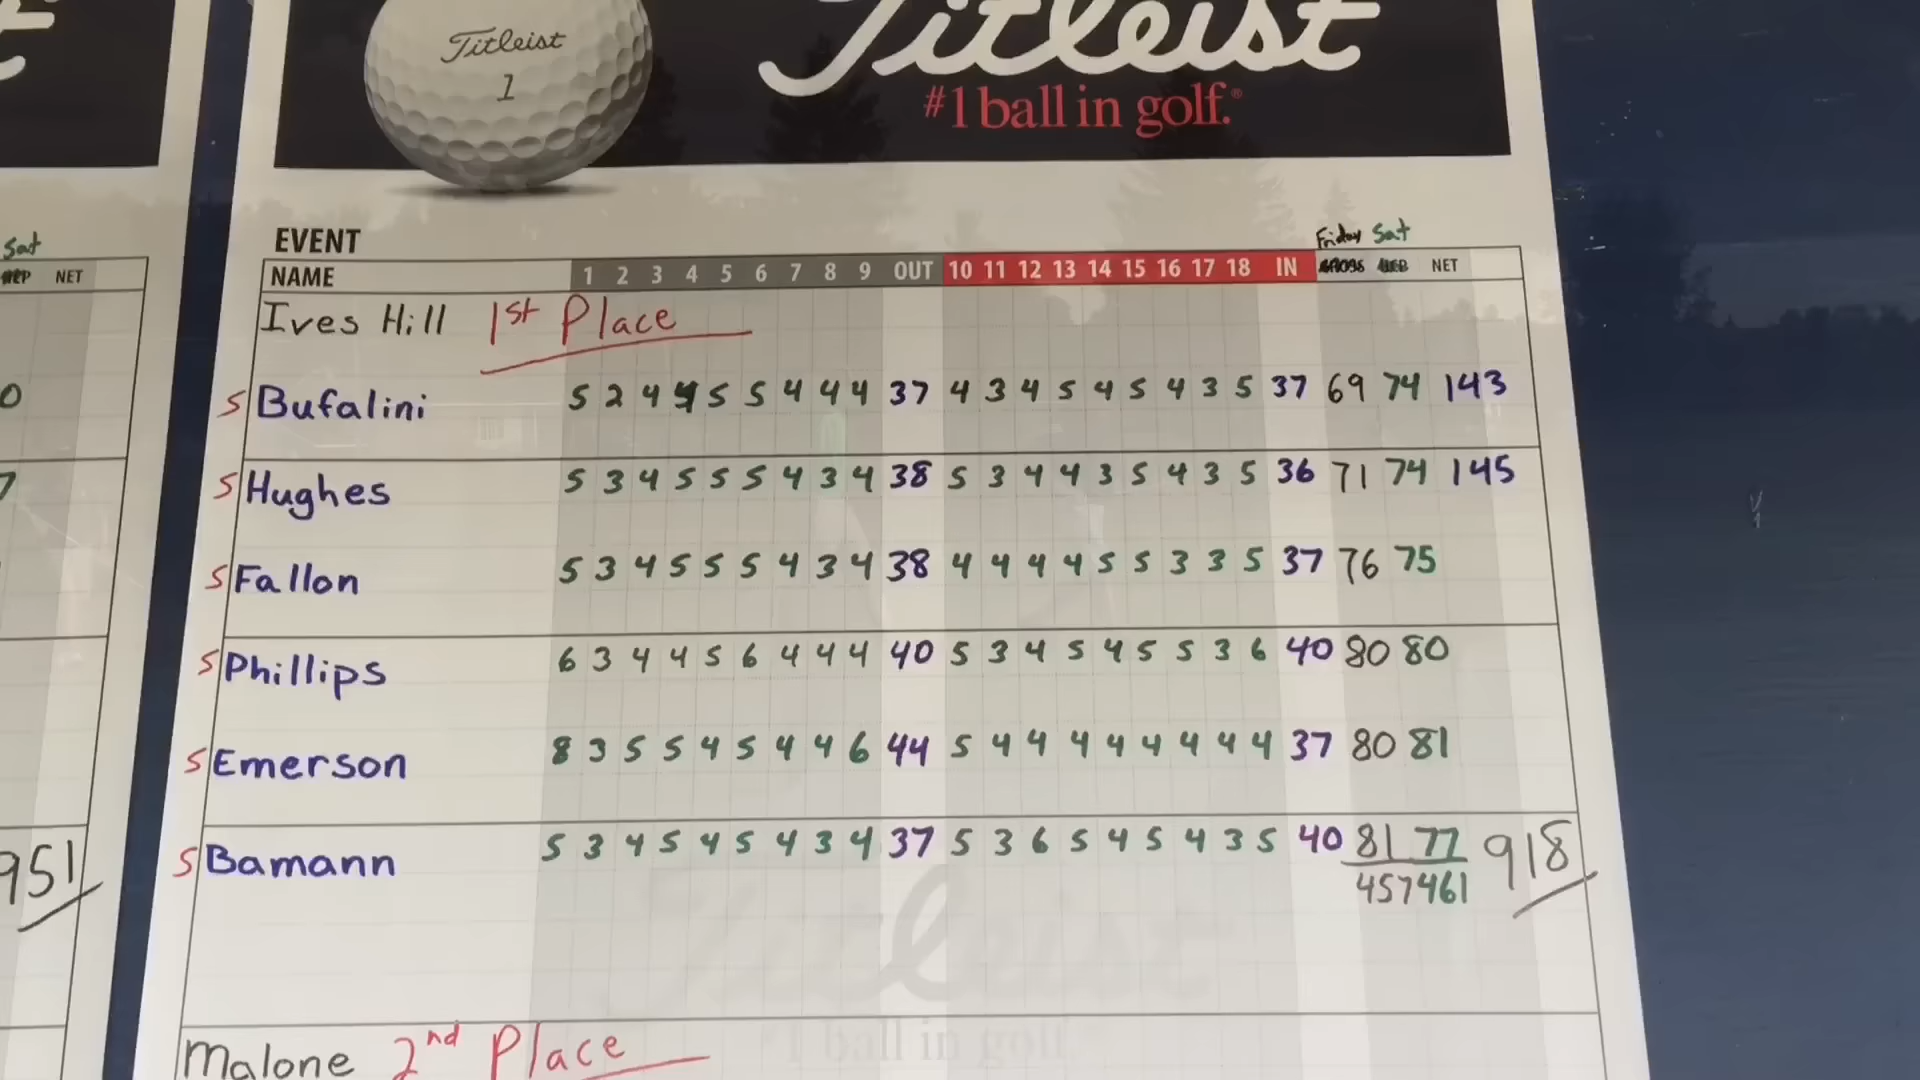 Titleist
1
Titleist
#1 ball in golf.®
Sat
NET
0
7
951
EVENT
Friday Sat
NAME 1 2 3 4 5 6 7 8 9 OUT 10 11 12 13 14 15 16 17 18 IN GROSS NET
Ives Hill 1st Place
S Bufalini 5 2 4 4 5 5 4 4 4 37 4 3 4 5 4 5 4 3 5 37 69 74 143
S Hughes 5 3 4 5 5 5 4 3 4 38 5 3 4 4 3 5 4 3 5 36 71 74 145
S Fallon 5 3 4 5 5 5 4 3 4 38 4 4 4 4 5 5 3 3 5 37 76 75
S Phillips 6 3 4 4 5 6 4 4 4 40 5 3 4 5 4 5 5 3 6 40 80 80
S Emerson 8 3 5 5 4 5 4 4 6 44 5 4 4 4 4 4 4 4 4 37 80 81
S Bamann 5 3 4 5 4 5 4 3 4 37 5 3 6 5 4 5 4 3 5 40 81 77 918
457 461
Titleist
#1 ball in golf.
Malone 2nd Place